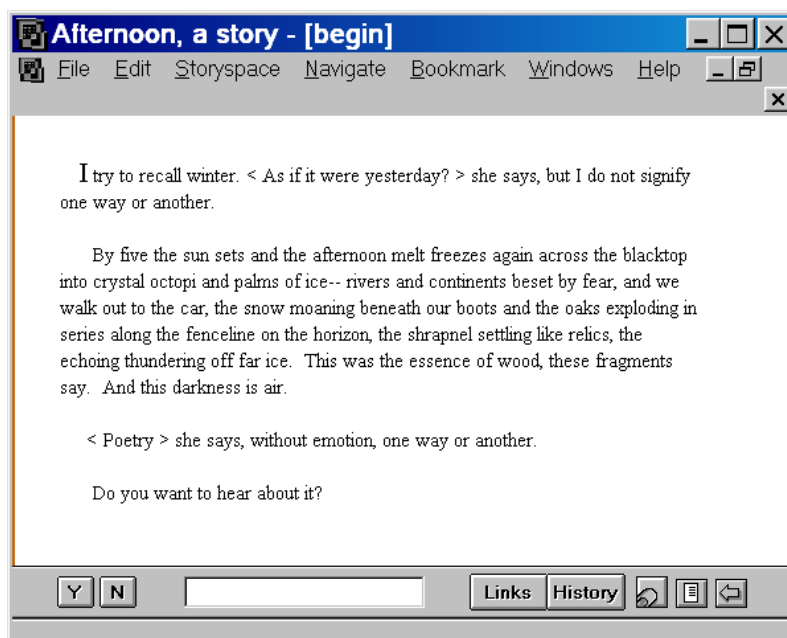 Afternoon, a story - [begin]
File Edit Storyspace Navigate Bookmark Windows Help
I try to recall winter. < As if it were yesterday? > she says, but I do not signify
one way or another.
By five the sun sets and the afternoon melt freezes again across the blacktop
into crystal octopi and palms of ice-- rivers and continents beset by fear, and we
walk out to the car, the snow moaning beneath our boots and the oaks exploding in
series along the fenceline on the horizon, the shrapnel settling like relics, the
echoing thundering off far ice. This was the essence of wood, these fragments
say. And this darkness is air.
< Poetry > she says, without emotion, one way or another.
Do you want to hear about it?
Y N Links History